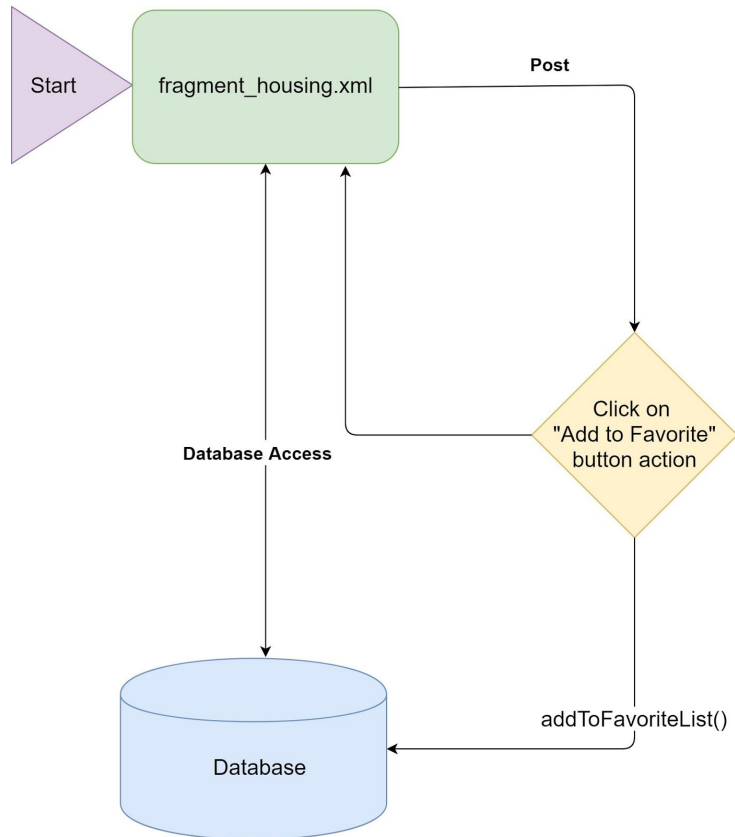 Start
fragment_housing.xml
Post
Click on
"Add to Favorite"
button action
Database Access
addToFavoriteList()
Database